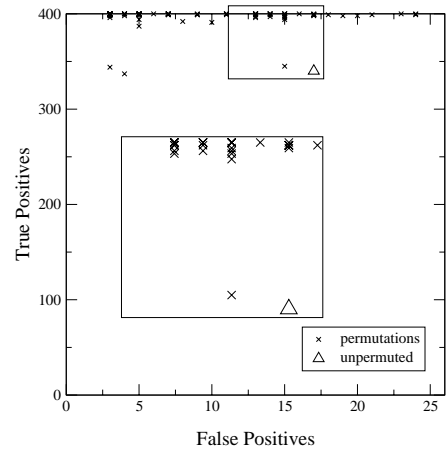 400
300
200
100
0
True Positives
permutations
unpermuted
0 5 10 15 20 25
False Positives